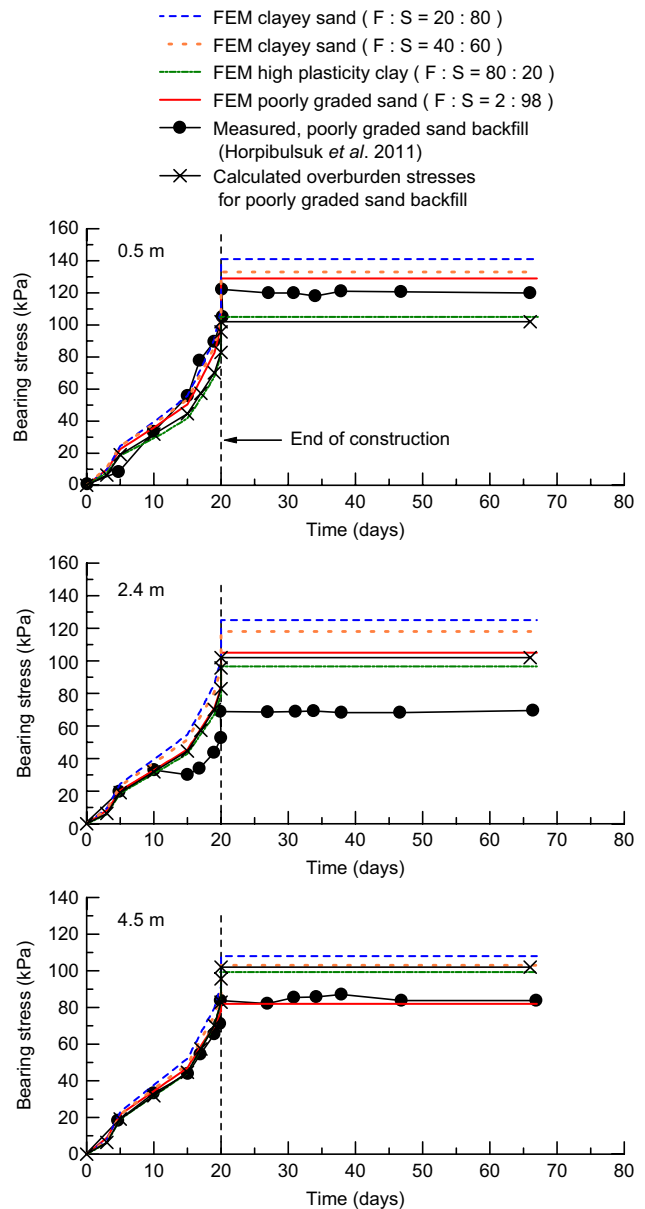 FEM clayey sand ( F : S = 20 : 80 )
FEM clayey sand ( F : S = 40 : 60 )
FEM high plasticity clay ( F : S = 80 : 20 )
FEM poorly graded sand ( F : S = 2 : 98 )
Measured, poorly graded sand backfill
(Horpibulsuk et al. 2011)
Calculated overburden stresses
for poorly graded sand backfill
160
140
120
100
80
60
40
20
0
Bearing stress (kPa)
0.5 m
End of construction
0 10 20 30 40 50 60 70 80
Time (days)
160
140
120
100
80
60
40
20
0
Bearing stress (kPa)
2.4 m
0 10 20 30 40 50 60 70 80
Time (days)
140
120
100
80
60
40
20
0
Bearing stress (kPa)
4.5 m
0 10 20 30 40 50 60 70 80
Time (days)